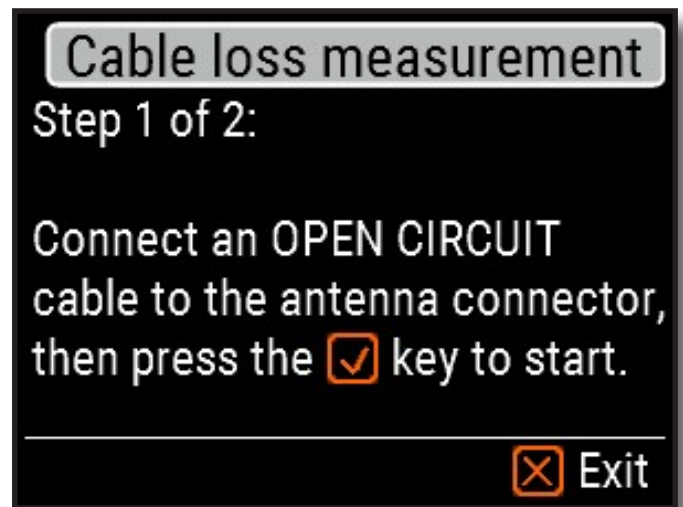 Cable loss measurement
Step 1 of 2:
Connect an OPEN CIRCUIT
cable to the antenna connector,
then press the key to start.
Exit